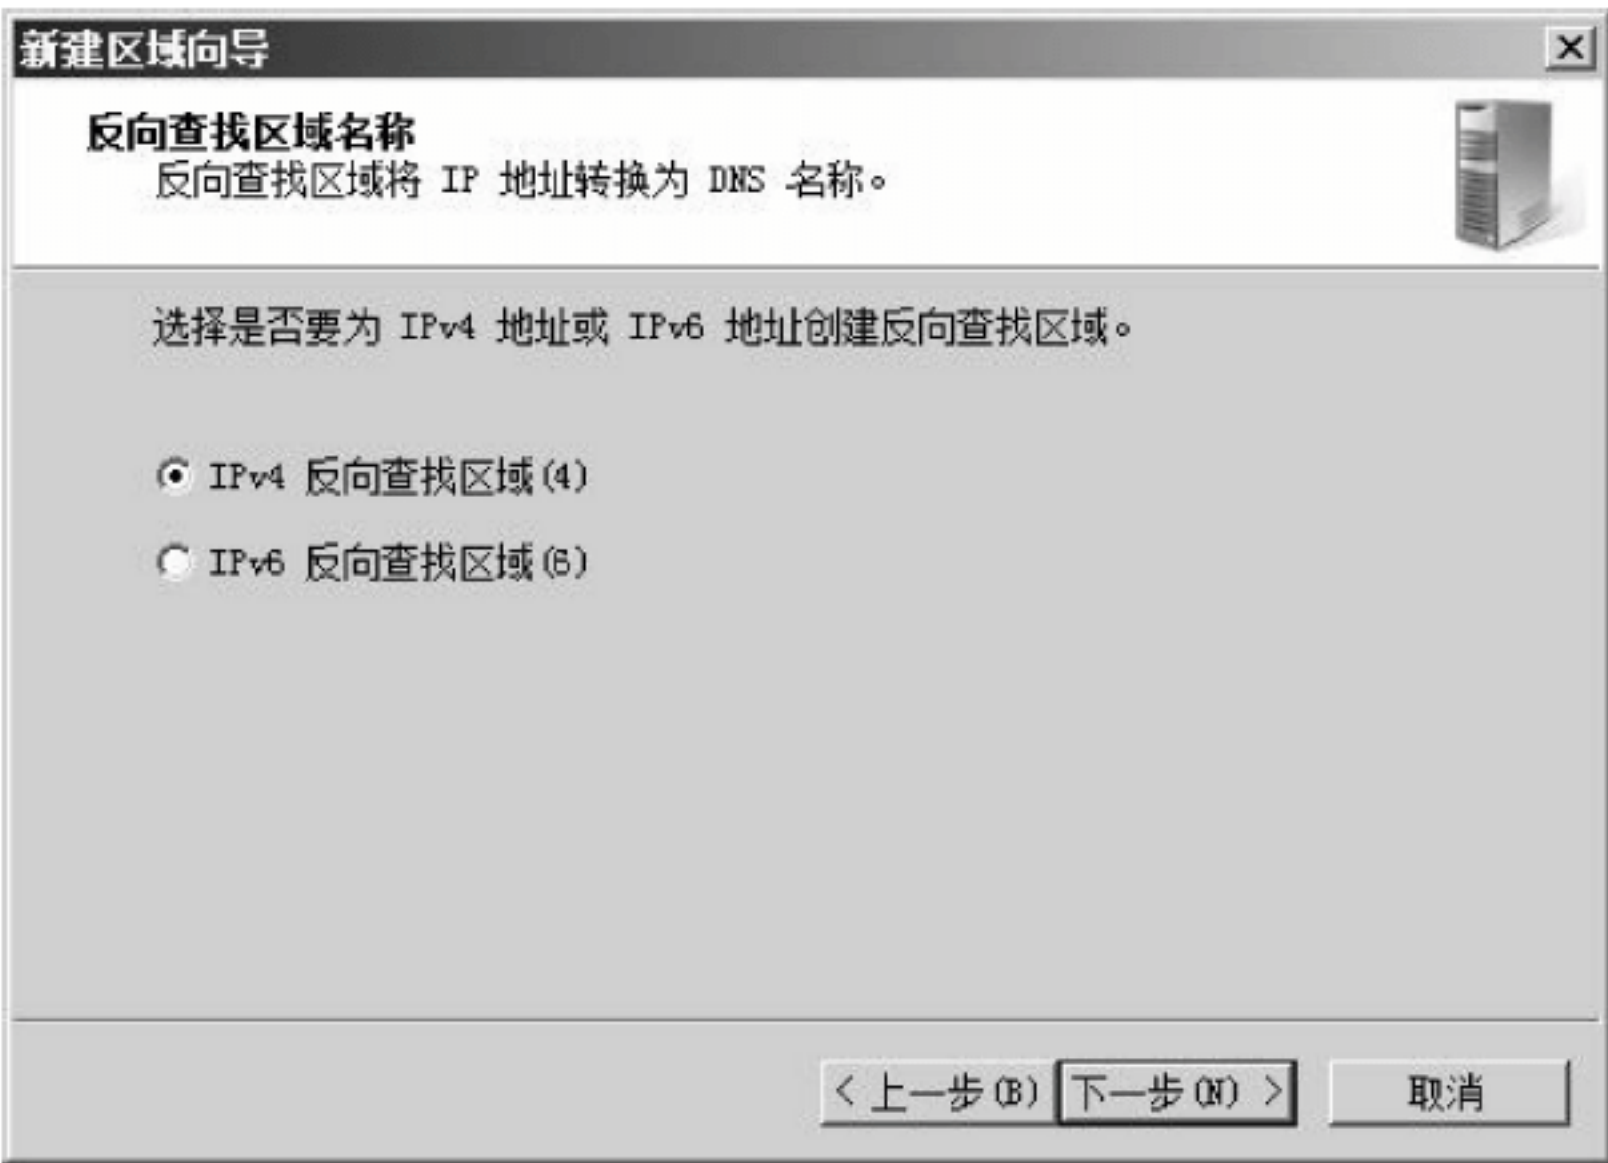 新建区域向导
反向查找区域名称
反向查找区域将 IP 地址转换为 DNS 名称。
选择是否要为 IPv4 地址或 IPv6 地址创建反向查找区域。
IPv4 反向查找区域(4)
IPv6 反向查找区域(6)
< 上一步(B) 下一步(N) > 取消